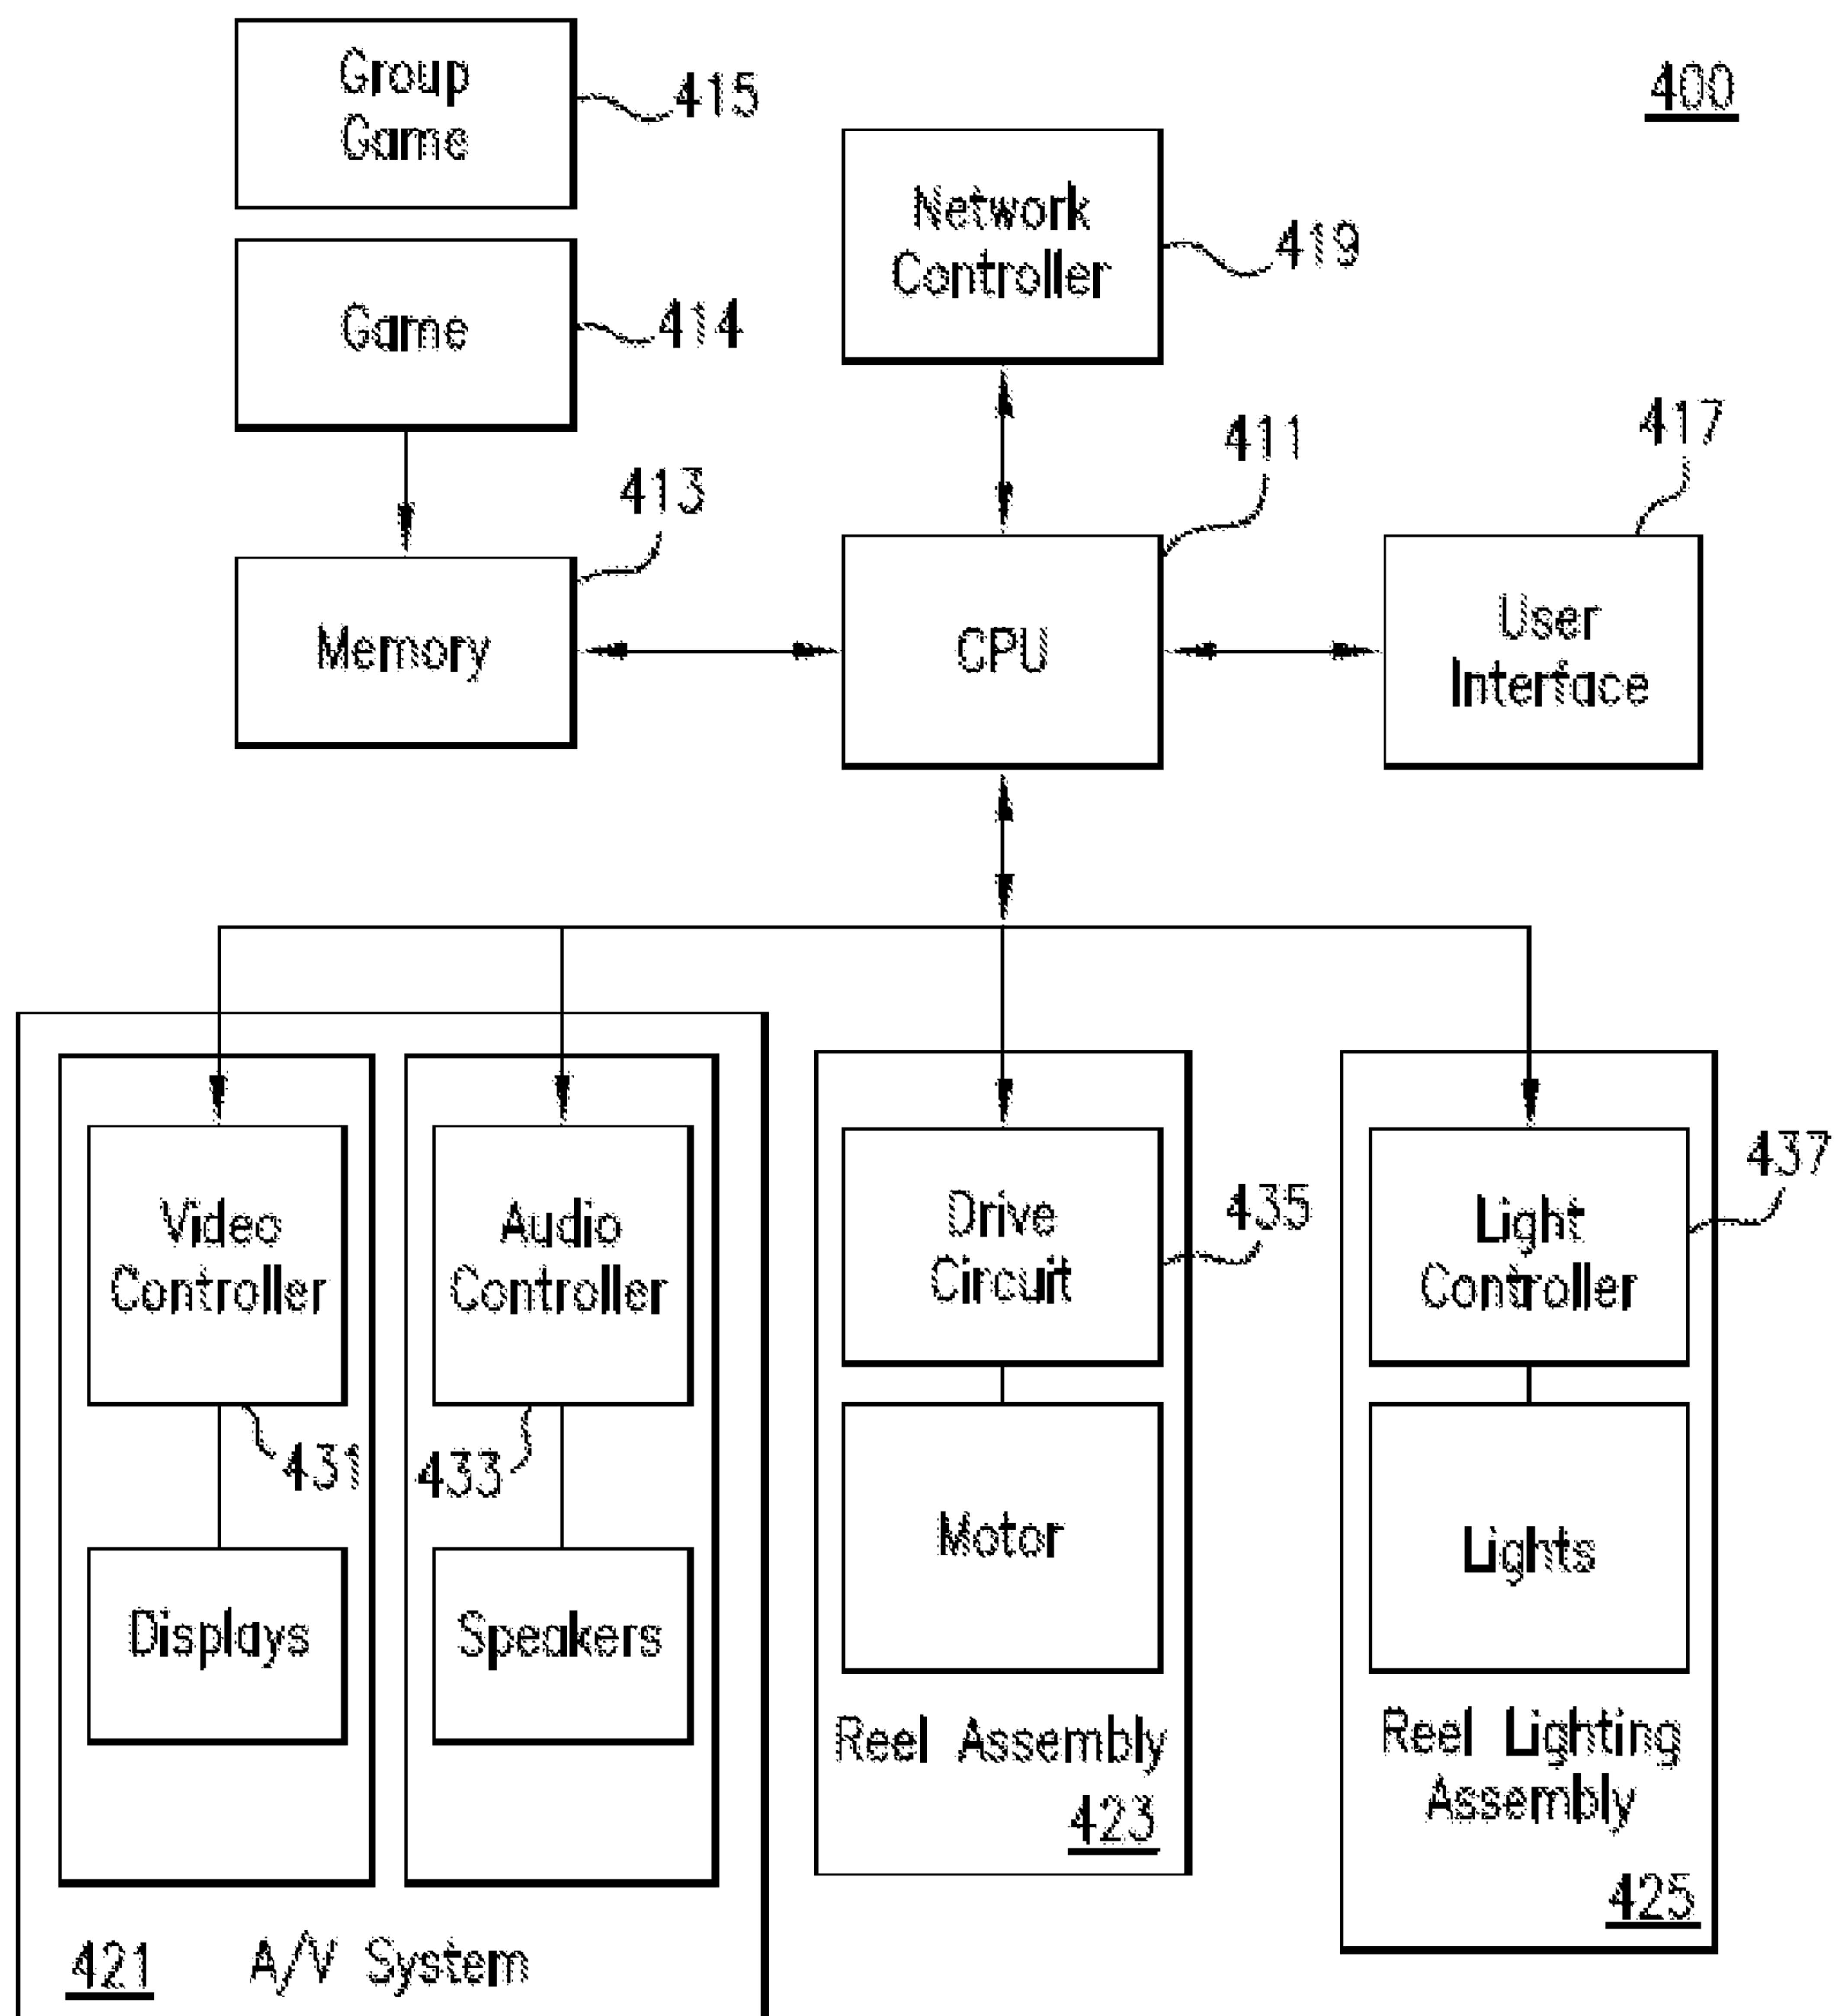 Group
Game
415
400
Network
Controller
419
Game
414
417
411
413
Memory
CPU
User
Interface
Video
Controller
Audio
Controller
Drive
Circuit
435
Light
Controller
437
431
433
Motor
Lights
Displays
Speakers
Reel Assembly
423
Reel Lighting
Assembly
425
421
A/V System